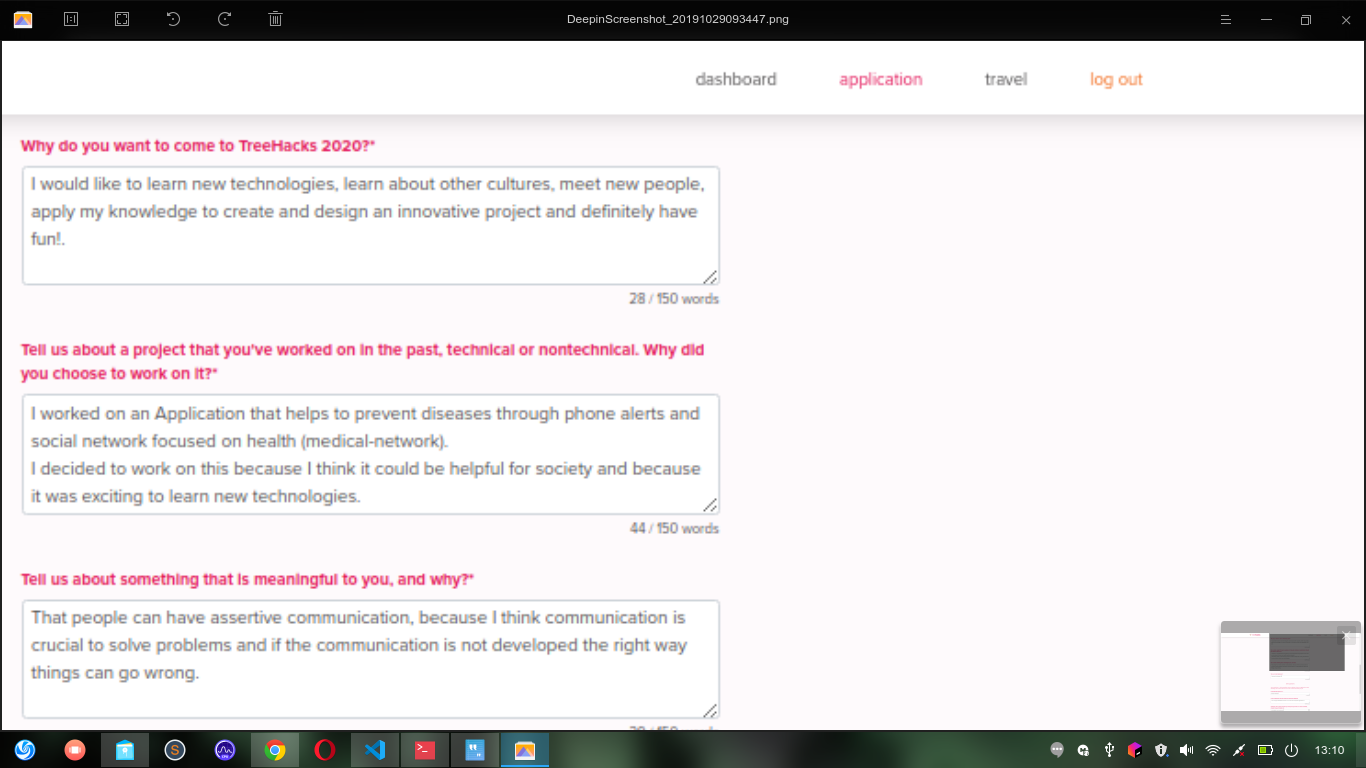 DeepinScreenshot_20191029093447.png
dashboard application travel log out
Why do you want to come to TreeHacks 2020?*
I would like to learn new technologies, learn about other cultures, meet new people,
apply my knowledge to create and design an innovative project and definitely have
fun!.
28 / 150 words
Tell us about a project that you've worked on in the past, technical or nontechnical. Why did
you choose to work on it?*
I worked on an Application that helps to prevent diseases through phone alerts and
social network focused on health (medical-network).
I decided to work on this because I think it could be helpful for society and because
it was exciting to learn new technologies.
44 / 150 words
Tell us about something that is meaningful to you, and why?*
That people can have assertive communication, because I think communication is
crucial to solve problems and if the communication is not developed the right way
things can go wrong.
13:10